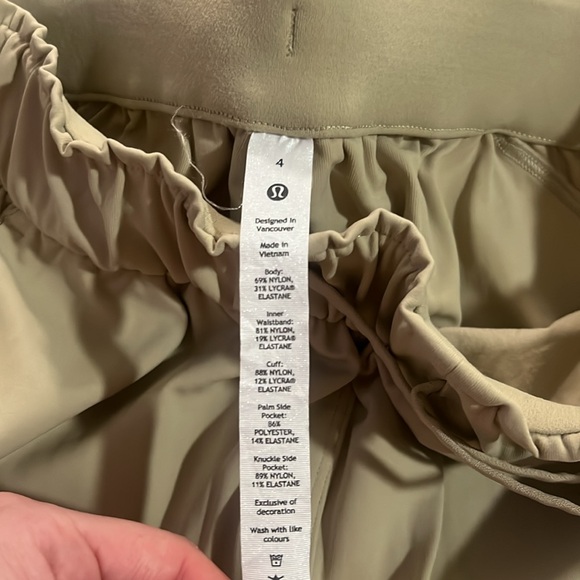 4
Designed in
Vancouver
Made in
Vietnam
Body:
69% NYLON,
31% LYCRA®
ELASTANE
Inner
Waistband:
81% NYLON,
19% LYCRA®
ELASTANE
Cuff:
88% NYLON,
12% LYCRA®
ELASTANE
Palm Side
Pocket:
86%
POLYESTER,
14% ELASTANE
Knuckle Side
Pocket:
89% NYLON,
11% ELASTANE
Exclusive of
decoration
Wash with like
colours